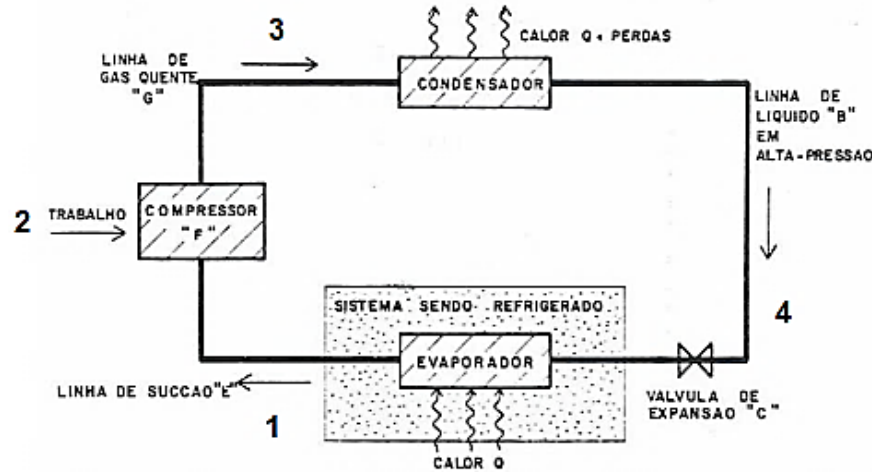 3
CALOR Q + PERDAS
LINHA DE
GAS QUENTE
"G"
CONDENSADOR
LINHA DE
LIQUIDO "B"
EM
ALTA-PRESSAO
2
TRABALHO
COMPRESSOR
"F"
SISTEMA SENDO REFRIGERADO
4
EVAPORADOR
LINHA DE SUCCAO "E"
VALVULA DE
EXPANSAO "C"
1
CALOR Q